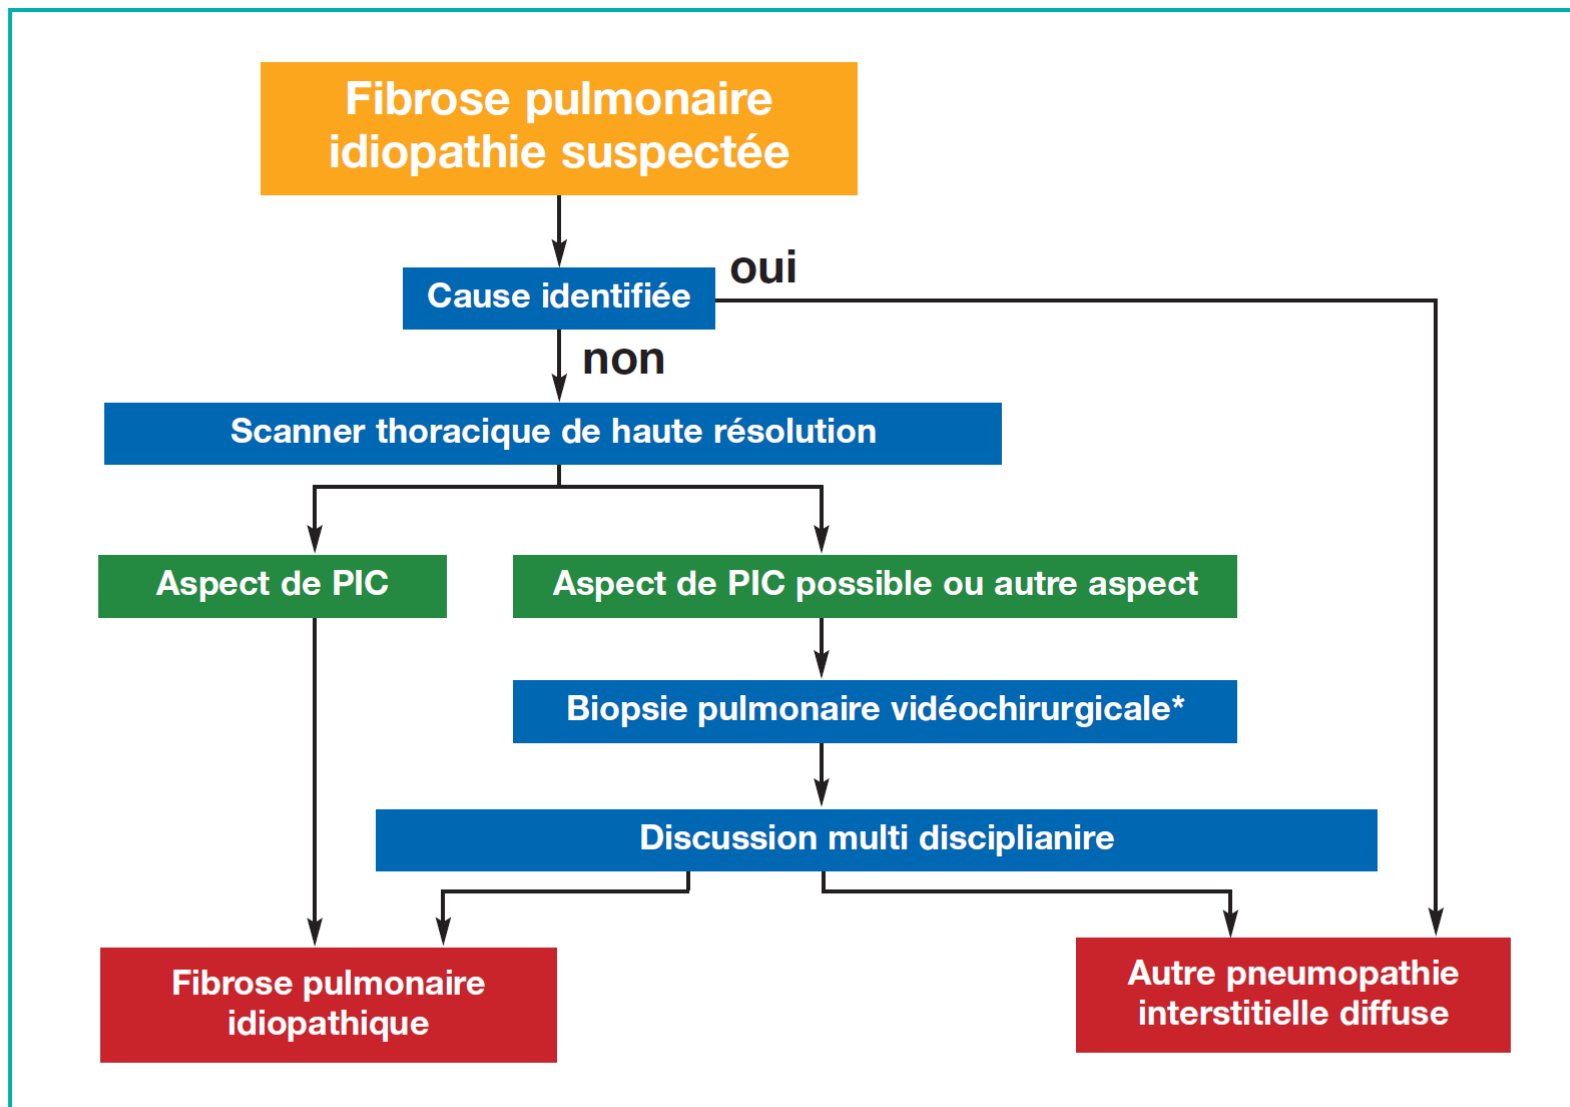 Fibrose pulmonaire
idiopathie suspectée
Cause identifiée
oui
non
Scanner thoracique de haute résolution
Aspect de PIC
Aspect de PIC possible ou autre aspect
Biopsie pulmonaire vidéochirurgicale*
Discussion multi disciplianire
Fibrose pulmonaire
idiopathique
Autre pneumopathie
interstitielle diffuse